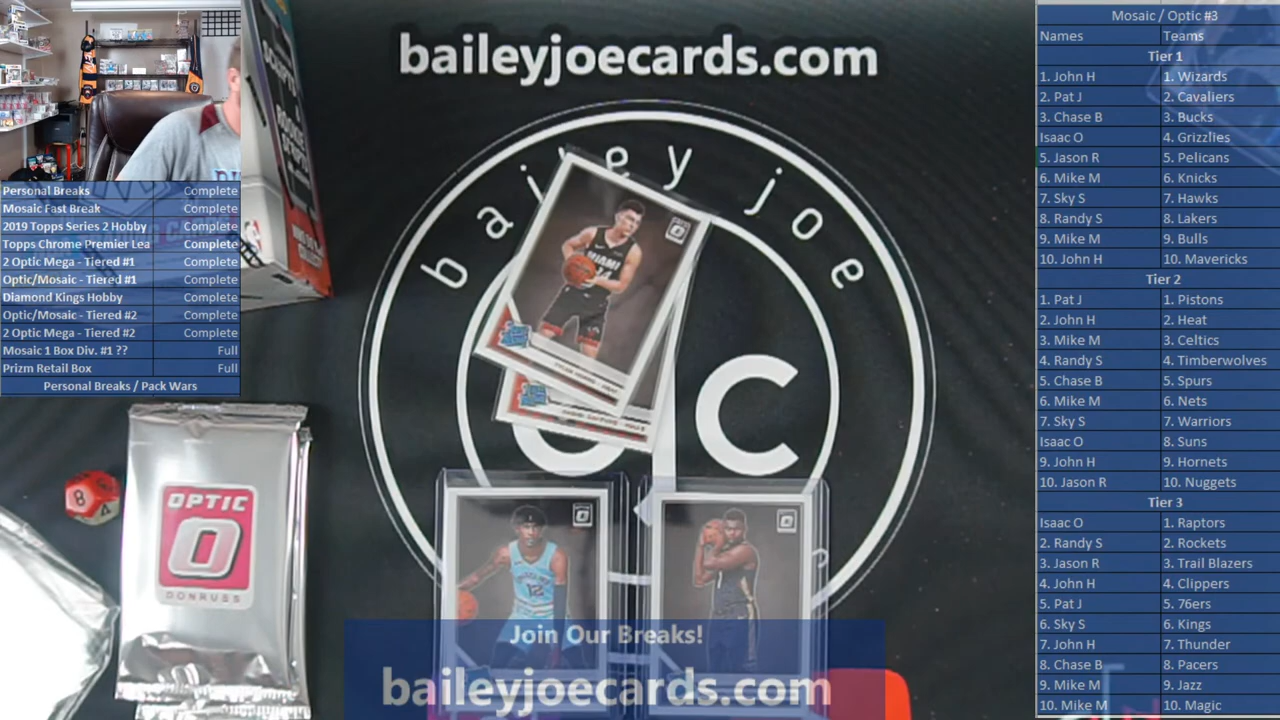 baileyjoecards.com
bailey joe
c
MIAMI
14
12
OPTIC
O
DONRUSS
8
4
Join Our Breaks!
baileyjoecards.com
Personal Breaks Complete
Mosaic Fast Break Complete
2019 Topps Series 2 Hobby Complete
Topps Chrome Premier Lea Complete
2 Optic Mega - Tiered #1 Complete
Optic/Mosaic - Tiered #1 Complete
Diamond Kings Hobby Complete
Optic/Mosaic - Tiered #2 Complete
2 Optic Mega - Tiered #2 Complete
Mosaic 1 Box Div. #1 ?? Full
Prizm Retail Box Full
Personal Breaks / Pack Wars
Mosaic / Optic #3
Names Teams
Tier 1
1. John H 1. Wizards
2. Pat J 2. Cavaliers
3. Chase B 3. Bucks
Isaac O 4. Grizzlies
5. Jason R 5. Pelicans
6. Mike M 6. Knicks
7. Sky S 7. Hawks
8. Randy S 8. Lakers
9. Mike M 9. Bulls
10. John H 10. Mavericks
Tier 2
1. Pat J 1. Pistons
2. John H 2. Heat
3. Mike M 3. Celtics
4. Randy S 4. Timberwolves
5. Chase B 5. Spurs
6. Mike M 6. Nets
7. Sky S 7. Warriors
Isaac O 8. Suns
9. John H 9. Hornets
10. Jason R 10. Nuggets
Tier 3
Isaac O 1. Raptors
2. Randy S 2. Rockets
3. Jason R 3. Trail Blazers
4. John H 4. Clippers
5. Pat J 5. 76ers
6. Sky S 6. Kings
7. John H 7. Thunder
8. Chase B 8. Pacers
9. Mike M 9. Jazz
10. Mike M 10. Magic